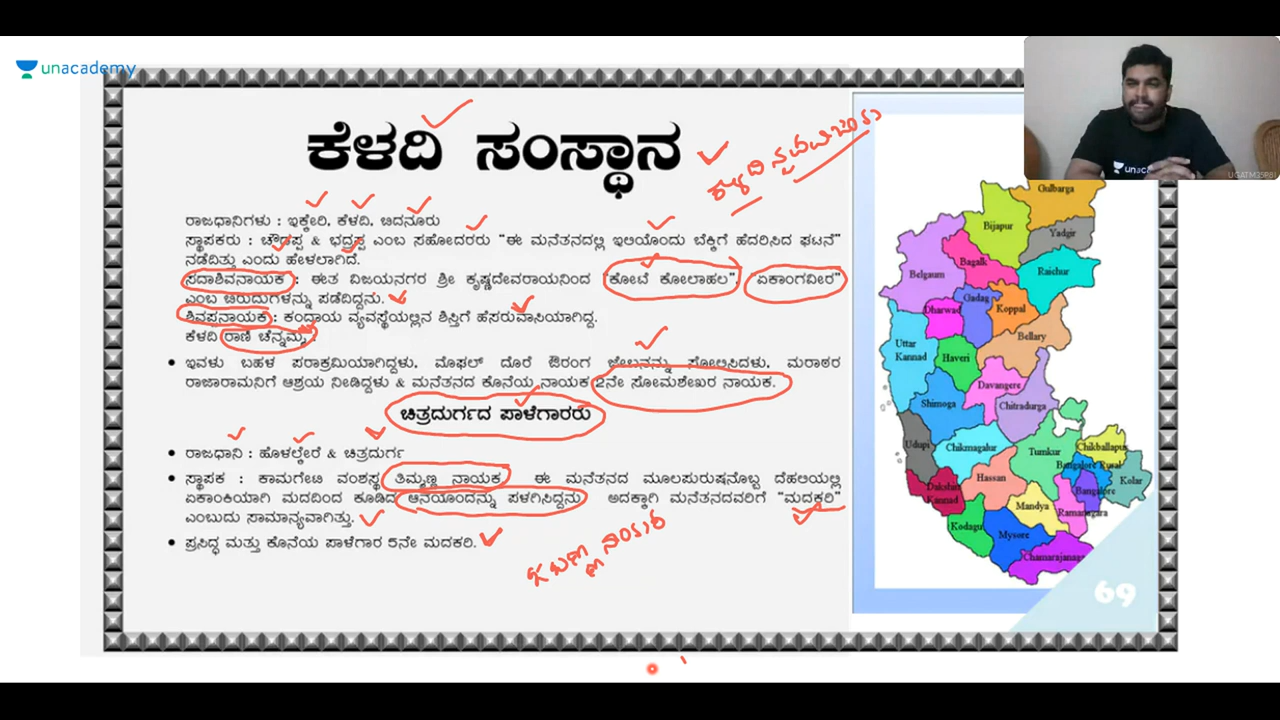 unacademy
ಕೆಳದಿ ಸಂಸ್ಥಾನ
ರಾಜಧಾನಿಗಳು : ಇಕ್ಕೇರಿ, ಕೆಳದಿ, ಬಿದನೂರು
ಸ್ಥಾಪಕರು : ಚೌಡಪ್ಪ & ಭದ್ರಪ್ಪ ಎಂಬ ಸಹೋದರರು "ಈ ಮನೆತನದಲ್ಲಿ ಇಲಿಯೊಂದು ಬೆಕ್ಕಿಗೆ ಹೆದರಿಸಿದ ಘಟನೆ"
ನಡೆದಿತ್ತು ಎಂದು ಹೇಳಲಾಗಿದೆ.
ಸದಾಶಿವನಾಯಕ : ಈತ ವಿಜಯನಗರ ಶ್ರೀ ಕೃಷ್ಣದೇವರಾಯನಿಂದ "ಕೋಟೆ ಕೋಲಾಹಲ", ಏಕಾಂಗವೀರ"
ಎಂಬ ಬಿರುದುಗಳನ್ನು ಪಡೆದಿದ್ದನು.
ಶಿವಪ್ಪನಾಯಕ : ಕಂದಾಯ ವ್ಯವಸ್ಥೆಯಲ್ಲಿನ ಶಿಸ್ತಿಗೆ ಹೆಸರುವಾಸಿಯಾಗಿದ್ದ.
ಕೆಳದಿ ರಾಣಿ ಚೆನ್ನಮ್ಮ :
• ಇವಳು ಬಹಳ ಪರಾಕ್ರಮಿಯಾಗಿದ್ದಳು. ಮೊಘಲ್ ದೊರೆ ಔರಂಗ ಜೇಬನನ್ನು ಸೋಲಿಸಿದಳು. ಮರಾಠರ
ರಾಜಾರಾಮನಿಗೆ ಆಶ್ರಯ ನೀಡಿದ್ದಳು & ಮನೆತನದ ಕೊನೆಯ ನಾಯಕ 2ನೇ ಸೋಮಶೇಖರ ನಾಯಕ.
ಚಿತ್ರದುರ್ಗದ ಪಾಳೆಗಾರರು
• ರಾಜಧಾನಿ : ಹೊಳಲ್ಕೇರೆ & ಚಿತ್ರದುರ್ಗ
• ಸ್ಥಾಪಕ : ಕಾಮಗೇಟಿ ವಂಶಸ್ಥ ತಿಮ್ಮಣ್ಣ ನಾಯಕ ಈ ಮನೆತನದ ಮೂಲಪುರುಷನೊಬ್ಬ ದೆಹಲಿಯಲ್ಲಿ
ಏಕಾಂಕಿಯಾಗಿ ಮದದಿಂದ ಕೂಡಿದ ಆನೆಯೊಂದನ್ನು ಪಳಗಿಸಿದ್ದನು ಅದಕ್ಕಾಗಿ ಮನೆತನದವರಿಗೆ "ಮದಕರಿ"
ಎಂಬುದು ಸಾಮಾನ್ಯವಾಗಿತ್ತು.
• ಪ್ರಸಿದ್ಧ ಮತ್ತು ಕೊನೆಯ ಪಾಳೆಗಾರ 5ನೇ ಮದಕರಿ.
una
UGATM35R8I
Gulbarga
Bijapur
Yadgir
Bagalk
Belgaum
Raichur
Gadag
Dharwad
Koppal
Uttar
Kannad
Haveri
Bellary
Davangere
Shimoga
Chitradurga
Udupi
Chikmagalur
Tumkur
Chikballapur
Bangalore Rural
Hassan
Dakshin
Kannad
Bangalore
Kolar
Mandya
Ramanagara
Kodagu
Mysore
Chamarajanaga
69